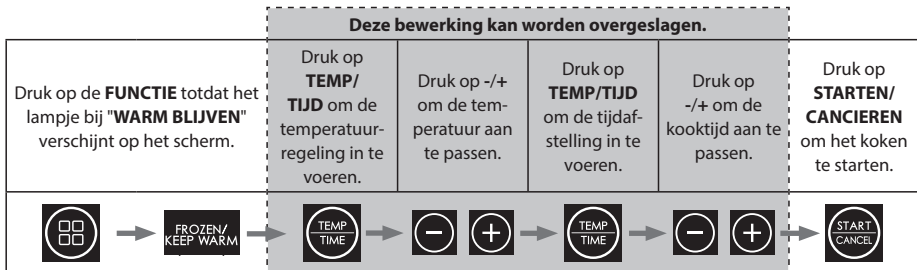 Deze bewerking kan worden overgeslagen.
Druk op de FUNCTIE totdat het
lampje bij "WARM BLIJVEN"
verschijnt op het scherm.
Druk op
TEMP/
TIJD om de
temperatuur-
regeling in te
voeren.
Druk op -/+
om de tem-
peratuur aan
te passen.
Druk op
TEMP/TIJD
om de tijdaf-
stelling in te
voeren.
Druk op
-/+ om de
kooktijd aan te
passen.
Druk op
STARTEN/
CANCIEREN
om het koken
te starten.
FROZEN/
KEEP WARM
TEMP
TIME
- +
TEMP
TIME
- +
START
CANCEL